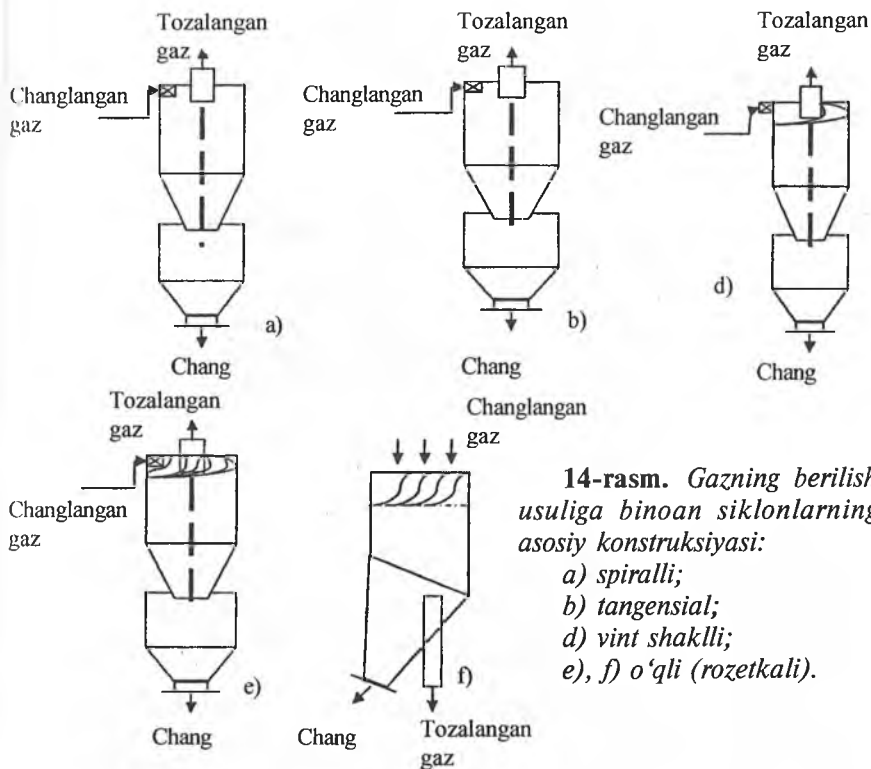 Tozalangan
gaz
Changlangan
gaz
a)
Chang
Tozalangan
gaz
Changlangan
gaz
b)
Chang
Tozalangan
gaz
Changlangan
gaz
d)
Chang
Tozalangan
gaz
Changlangan
gaz
e)
Chang
Changlangan
gaz
f)
Chang
Tozalangan
gaz
14-rasm. Gazning berilish
usuliga binoan siklonlarning
asosiy konstruksiyasi:
a) spiralli;
b) tangensial;
d) vint shaklli;
e), f) o‘qli (rozetkali).